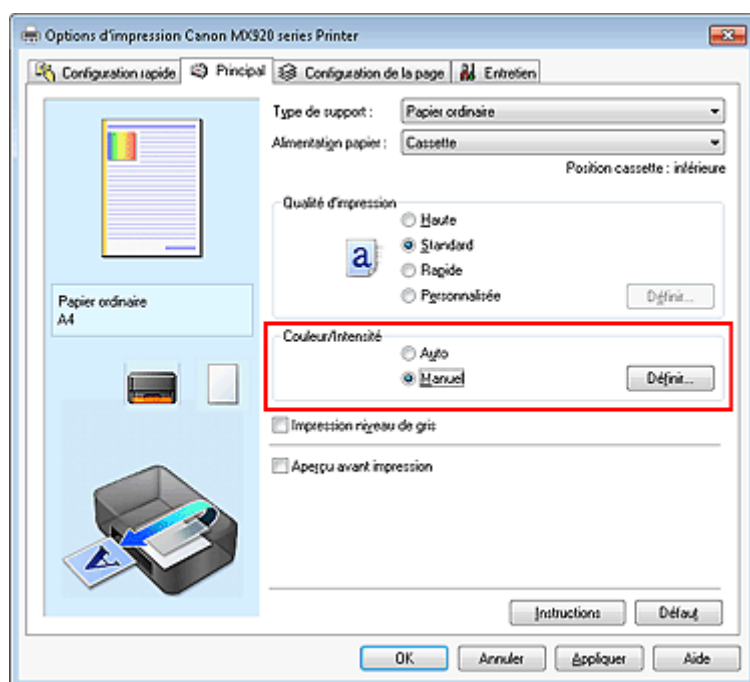 Options d'impression Canon MX920 series Printer
Configuration rapide Principal Configuration de la page Entretien
Type de support : Papier ordinaire
Alimentation papier : Cassette
Position cassette : inférieure
Qualité d'impression
Haute
a Standard
Rapide
Personnalisée Définir...
Papier ordinaire
A4
Couleur/Intensité
Auto
Manuel Définir...
Impression niveau de gris
Aperçu avant impression
A
Instructions Défaut
OK Annuler Appliquer Aide